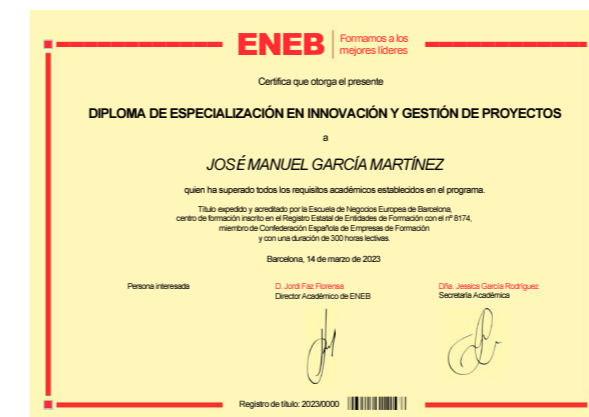 ENEB Formamos a los
mejores líderes
Certifica que otorga el presente
DIPLOMA DE ESPECIALIZACIÓN EN INNOVACIÓN Y GESTIÓN DE PROYECTOS
a
JOSÉ MANUEL GARCÍA MARTÍNEZ
quien ha superado todos los requisitos académicos establecidos en el programa.
Título expedido y acreditado por la Escuela de Negocios Europea de Barcelona,
centro de formación inscrito en el Registro Estatal de Entidades de Formación con el nº 8174,
miembro de Confederación Española de Empresas de Formación
y con una duración de 300 horas lectivas.
Barcelona, 14 de marzo de 2023
Persona interesada
D. Jordi Faz Florensa
Director Académico de ENEB
Dña. Jessica García Rodríguez
Secretaría Académica
Registro de título: 2023/0000